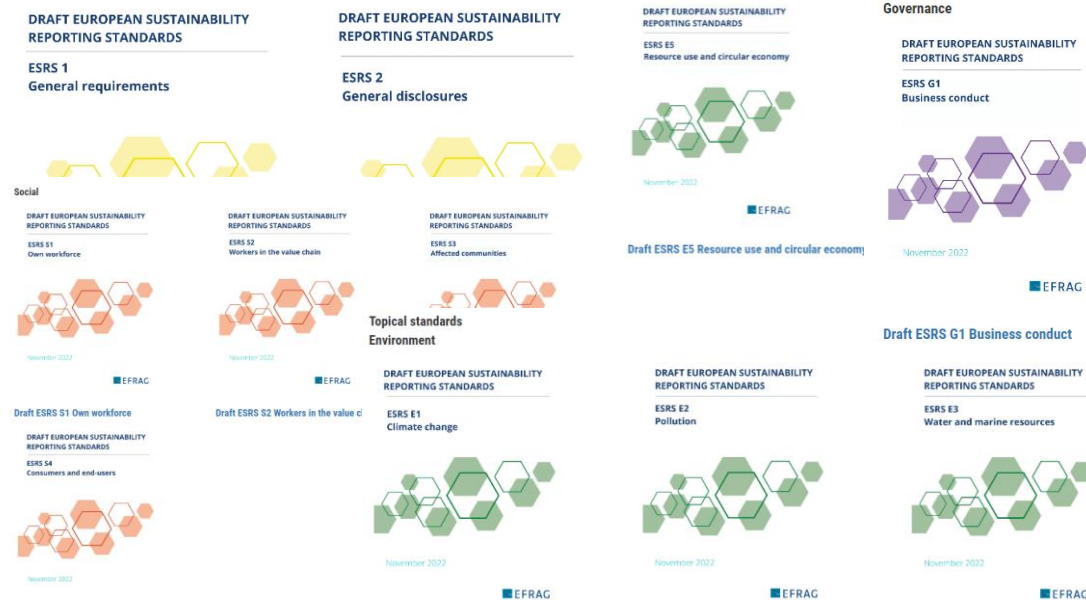 DRAFT EUROPEAN SUSTAINABILITY
REPORTING STANDARDS
ESRS 1
General requirements
DRAFT EUROPEAN SUSTAINABILITY
REPORTING STANDARDS
ESRS 2
General disclosures
DRAFT EUROPEAN SUSTAINABILITY
REPORTING STANDARDS
ESRS E5
Resource use and circular economy
November 2022
EFRAG
Draft ESRS E5 Resource use and circular economy
Governance
DRAFT EUROPEAN SUSTAINABILITY
REPORTING STANDARDS
ESRS G1
Business conduct
November 2022
EFRAG
Draft ESRS G1 Business conduct
Social
DRAFT EUROPEAN SUSTAINABILITY
REPORTING STANDARDS
ESRS S1
Own workforce
November 2022
EFRAG
Draft ESRS S1 Own workforce
DRAFT EUROPEAN SUSTAINABILITY
REPORTING STANDARDS
ESRS S2
Workers in the value chain
November 2022
EFRAG
Draft ESRS S2 Workers in the value c
DRAFT EUROPEAN SUSTAINABILITY
REPORTING STANDARDS
ESRS S3
Affected communities
DRAFT EUROPEAN SUSTAINABILITY
REPORTING STANDARDS
ESRS S4
Consumers and end-users
November 2022
Topical standards
Environment
DRAFT EUROPEAN SUSTAINABILITY
REPORTING STANDARDS
ESRS E1
Climate change
November 2022
EFRAG
DRAFT EUROPEAN SUSTAINABILITY
REPORTING STANDARDS
ESRS E2
Pollution
November 2022
EFRAG
DRAFT EUROPEAN SUSTAINABILITY
REPORTING STANDARDS
ESRS E3
Water and marine resources
November 2022
EFRAG